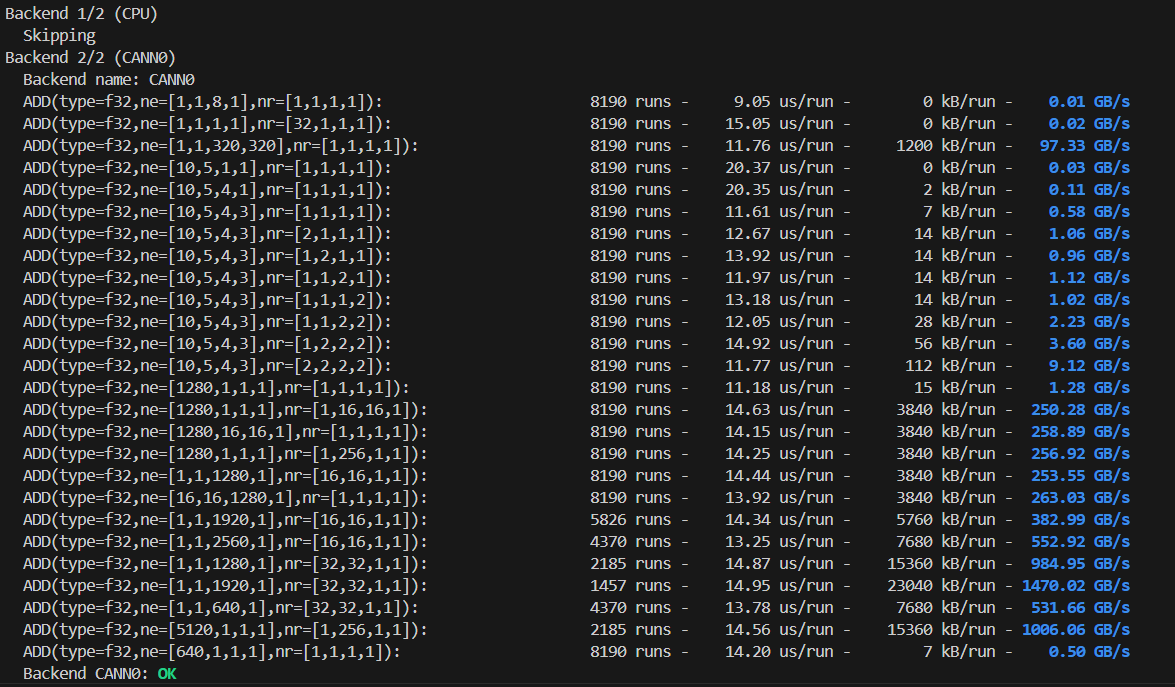 Backend 1/2 (CPU)
  Skipping
Backend 2/2 (CANN0)
  Backend name: CANN0
  ADD(type=f32,ne=[1,1,8,1],nr=[1,1,1,1]): 8190 runs - 9.05 us/run - 0 kB/run - 0.01 GB/s
  ADD(type=f32,ne=[1,1,1,1],nr=[32,1,1,1]): 8190 runs - 15.05 us/run - 0 kB/run - 0.02 GB/s
  ADD(type=f32,ne=[1,1,320,320],nr=[1,1,1,1]): 8190 runs - 11.76 us/run - 1200 kB/run - 97.33 GB/s
  ADD(type=f32,ne=[10,5,1,1],nr=[1,1,1,1]): 8190 runs - 20.37 us/run - 0 kB/run - 0.03 GB/s
  ADD(type=f32,ne=[10,5,4,1],nr=[1,1,1,1]): 8190 runs - 20.35 us/run - 2 kB/run - 0.11 GB/s
  ADD(type=f32,ne=[10,5,4,3],nr=[1,1,1,1]): 8190 runs - 11.61 us/run - 7 kB/run - 0.58 GB/s
  ADD(type=f32,ne=[10,5,4,3],nr=[2,1,1,1]): 8190 runs - 12.67 us/run - 14 kB/run - 1.06 GB/s
  ADD(type=f32,ne=[10,5,4,3],nr=[1,2,1,1]): 8190 runs - 13.92 us/run - 14 kB/run - 0.96 GB/s
  ADD(type=f32,ne=[10,5,4,3],nr=[1,1,2,1]): 8190 runs - 11.97 us/run - 14 kB/run - 1.12 GB/s
  ADD(type=f32,ne=[10,5,4,3],nr=[1,1,1,2]): 8190 runs - 13.18 us/run - 14 kB/run - 1.02 GB/s
  ADD(type=f32,ne=[10,5,4,3],nr=[1,1,2,2]): 8190 runs - 12.05 us/run - 28 kB/run - 2.23 GB/s
  ADD(type=f32,ne=[10,5,4,3],nr=[1,2,2,2]): 8190 runs - 14.92 us/run - 56 kB/run - 3.60 GB/s
  ADD(type=f32,ne=[10,5,4,3],nr=[2,2,2,2]): 8190 runs - 11.77 us/run - 112 kB/run - 9.12 GB/s
  ADD(type=f32,ne=[1280,1,1,1],nr=[1,1,1,1]): 8190 runs - 11.18 us/run - 15 kB/run - 1.28 GB/s
  ADD(type=f32,ne=[1280,1,1,1],nr=[1,16,16,1]): 8190 runs - 14.63 us/run - 3840 kB/run - 250.28 GB/s
  ADD(type=f32,ne=[1280,16,16,1],nr=[1,1,1,1]): 8190 runs - 14.15 us/run - 3840 kB/run - 258.89 GB/s
  ADD(type=f32,ne=[1280,1,1,1],nr=[1,256,1,1]): 8190 runs - 14.25 us/run - 3840 kB/run - 256.92 GB/s
  ADD(type=f32,ne=[1,1,1280,1],nr=[16,16,1,1]): 8190 runs - 14.44 us/run - 3840 kB/run - 253.55 GB/s
  ADD(type=f32,ne=[16,16,1280,1],nr=[1,1,1,1]): 8190 runs - 13.92 us/run - 3840 kB/run - 263.03 GB/s
  ADD(type=f32,ne=[1,1,1920,1],nr=[16,16,1,1]): 5826 runs - 14.34 us/run - 5760 kB/run - 382.99 GB/s
  ADD(type=f32,ne=[1,1,2560,1],nr=[16,16,1,1]): 4370 runs - 13.25 us/run - 7680 kB/run - 552.92 GB/s
  ADD(type=f32,ne=[1,1,1280,1],nr=[32,32,1,1]): 2185 runs - 14.87 us/run - 15360 kB/run - 984.95 GB/s
  ADD(type=f32,ne=[1,1,1920,1],nr=[32,32,1,1]): 1457 runs - 14.95 us/run - 23040 kB/run - 1470.02 GB/s
  ADD(type=f32,ne=[1,1,640,1],nr=[32,32,1,1]): 4370 runs - 13.78 us/run - 7680 kB/run - 531.66 GB/s
  ADD(type=f32,ne=[5120,1,1,1],nr=[1,256,1,1]): 2185 runs - 14.56 us/run - 15360 kB/run - 1006.06 GB/s
  ADD(type=f32,ne=[640,1,1,1],nr=[1,1,1,1]): 8190 runs - 14.20 us/run - 7 kB/run - 0.50 GB/s
  Backend CANN0: OK